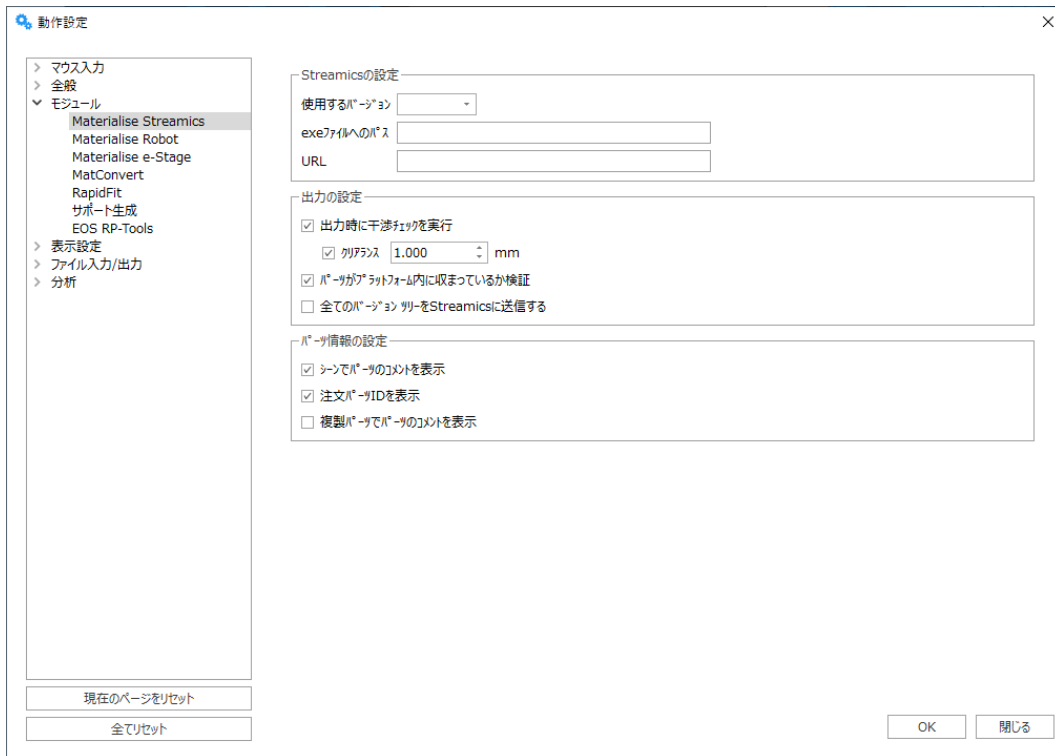 動作設定
マウス入力
全般
モジュール
Materialise Streamics
Materialise Robot
Materialise e-Stage
MatConvert
RapidFit
サポート生成
EOS RP-Tools
表示設定
ファイル入力/出力
分析
現在のページをリセット
全てリセット
Streamicsの設定
使用するﾊﾞｰｼﾞｮﾝ
exeﾌｧｲﾙへのﾊﾟｽ
URL
出力の設定
出力時に干渉ﾁｪｯｸを実行
ｸﾘｱﾗﾝｽ 1.000 mm
ﾊﾟｰﾂがﾌﾟﾗｯﾄﾌｫｰﾑ内に収まっているか検証
全てのﾊﾞｰｼﾞｮﾝ ﾂﾘｰをStreamicsに送信する
ﾊﾟｰﾂ情報の設定
ｼｰﾝでﾊﾟｰﾂのｺﾒﾝﾄを表示
注文ﾊﾟｰﾂIDを表示
複製ﾊﾟｰﾂでﾊﾟｰﾂのｺﾒﾝﾄを表示
OK 閉じる